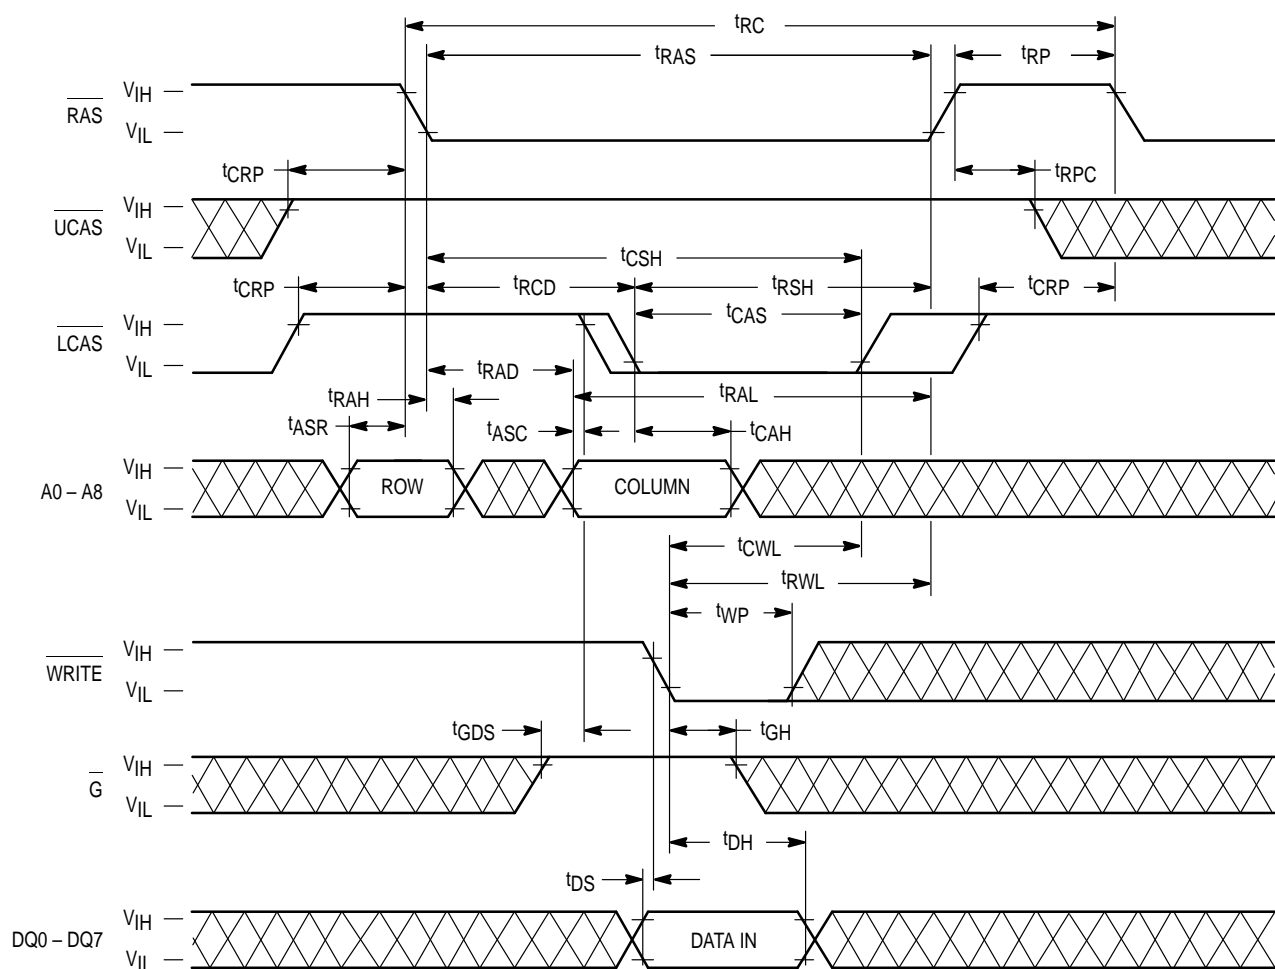 tRC
tRAS
tRP
RAS
VIH
VIL
tCRP
tRPC
UCAS
VIH
VIL
tCSH
tCRP
tRCD
tRSH
tCRP
LCAS
VIH
VIL
tCAS
tRAD
tRAH
tRAL
tASR
tASC
tCAH
A0 – A8
VIH
VIL
ROW
COLUMN
tCWL
tRWL
tWP
WRITE
VIH
VIL
tGDS
tGH
G
VIH
VIL
tDH
tDS
DQ0 – DQ7
VIH
VIL
DATA IN